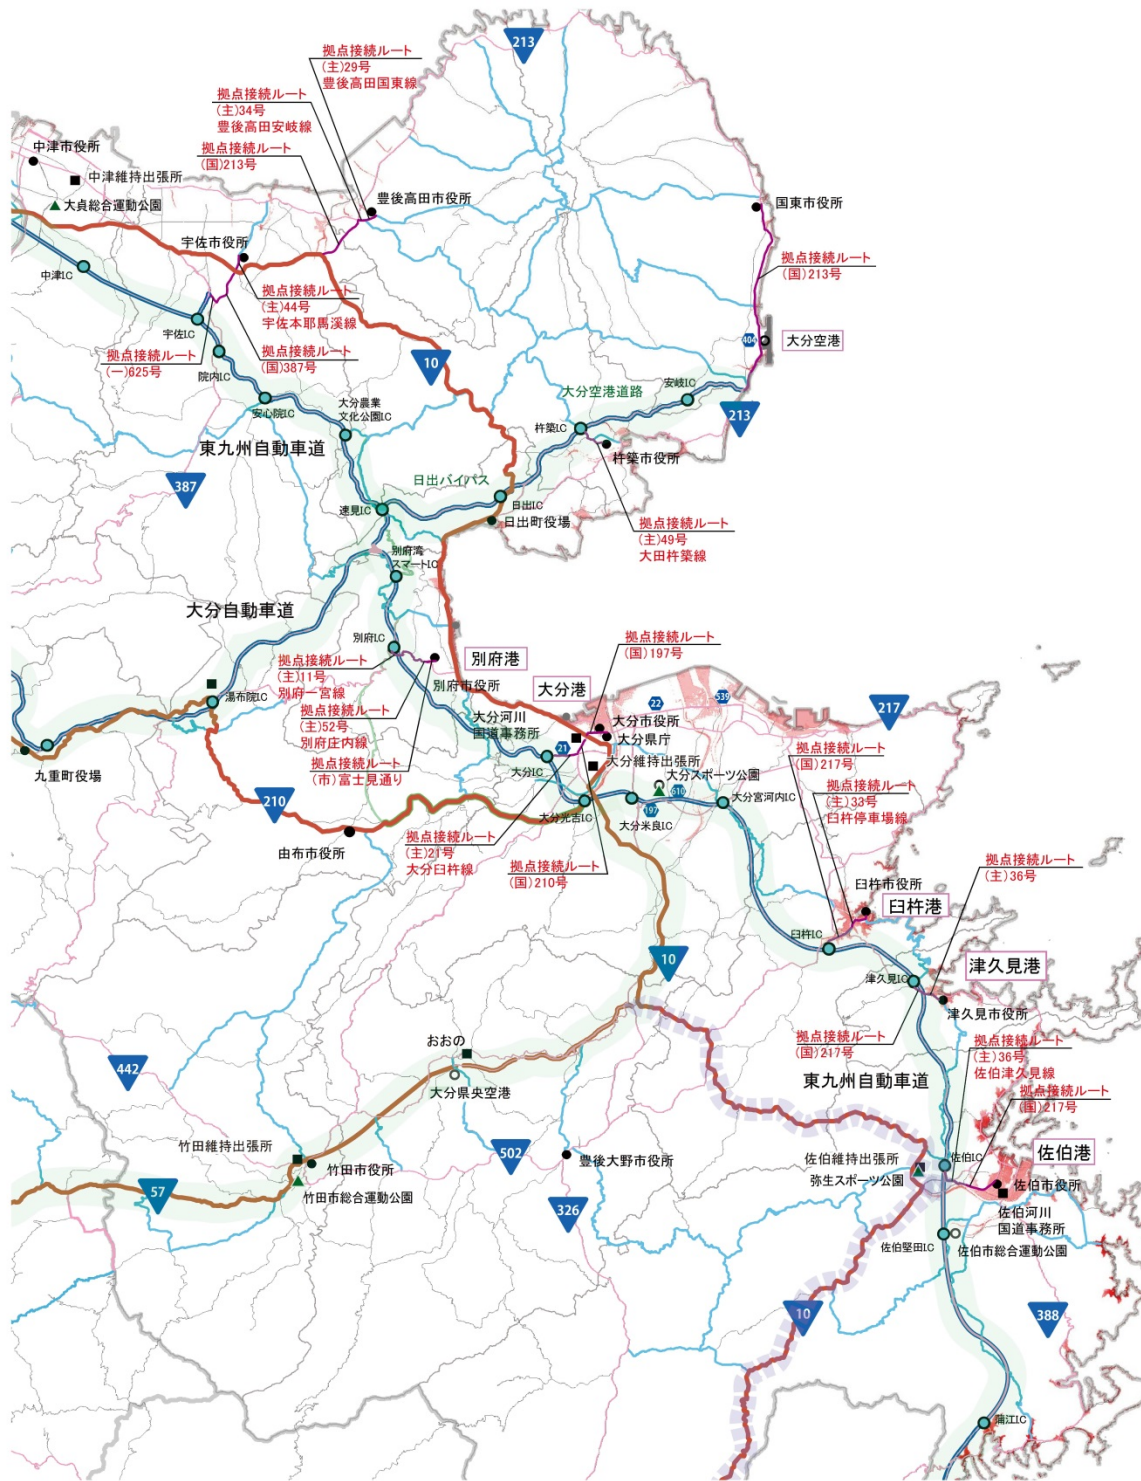 213
拠点接続ルート
(主)29号
豊後高田国東線
拠点接続ルート
(主)34号
豊後高田安岐線
拠点接続ルート
(国)213号
中津市役所
中津維持出張所
大貞総合運動公園
豊後高田市役所
国東市役所
宇佐市役所
中津I.C
拠点接続ルート
(国)213号
拠点接続ルート
(主)44号
宇佐本耶馬渓線
宇佐I.C
404
大分空港
拠点接続ルート
(一)625号
院内I.C
拠点接続ルート
(国)387号
10
大分空港道路
安岐I.C
安心院I.C
大分農業
文化公園I.C
213
杵築I.C
東九州自動車道
杵築市役所
387
日出バイパス
速見I.C
日出I.C
日出町役場
拠点接続ルート
(主)49号
大田杵築線
別府湾
スマートI.C
大分自動車道
別府I.C
拠点接続ルート
(主)11号
別府一宮線
別府港
別府市役所
拠点接続ルート
(国)197号
湯布院I.C
拠点接続ルート
(主)52号
別府庄内線
大分港
22
539
217
大分河川
国道事務所
大分市役所
大分県庁
21
九重町役場
拠点接続ルート
(市)富士見通り
大分I.C
大分維持出張所
大分スポーツ公園
610
拠点接続ルート
(国)217号
拠点接続ルート
(主)33号
臼杵停車場線
210
大分光吉I.C
197
大分米良I.C
大分宮河内I.C
由布市役所
拠点接続ルート
(主)21号
大分臼杵線
拠点接続ルート
(国)210号
拠点接続ルート
(主)36号
臼杵市役所
臼杵港
臼杵I.C
10
津久見港
津久見I.C
津久見市役所
おおの
拠点接続ルート
(国)217号
拠点接続ルート
(主)36号
佐伯津久見線
442
東九州自動車道
拠点接続ルート
(国)217号
大分県央空港
竹田維持出張所
竹田市役所
502
豊後大野市役所
佐伯維持出張所
弥生スポーツ公園
佐伯I.C
佐伯港
佐伯市役所
57
竹田市総合運動公園
326
佐伯河川
国道事務所
佐伯堅田I.C
佐伯市総合運動公園
10
388
蒲江I.C